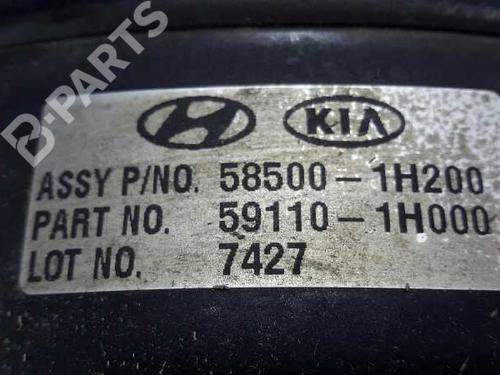 B-PARTS
KIA
ASSY P/NO. 58500-1H200
PART NO. 59110-1H000
LOT NO. 7427